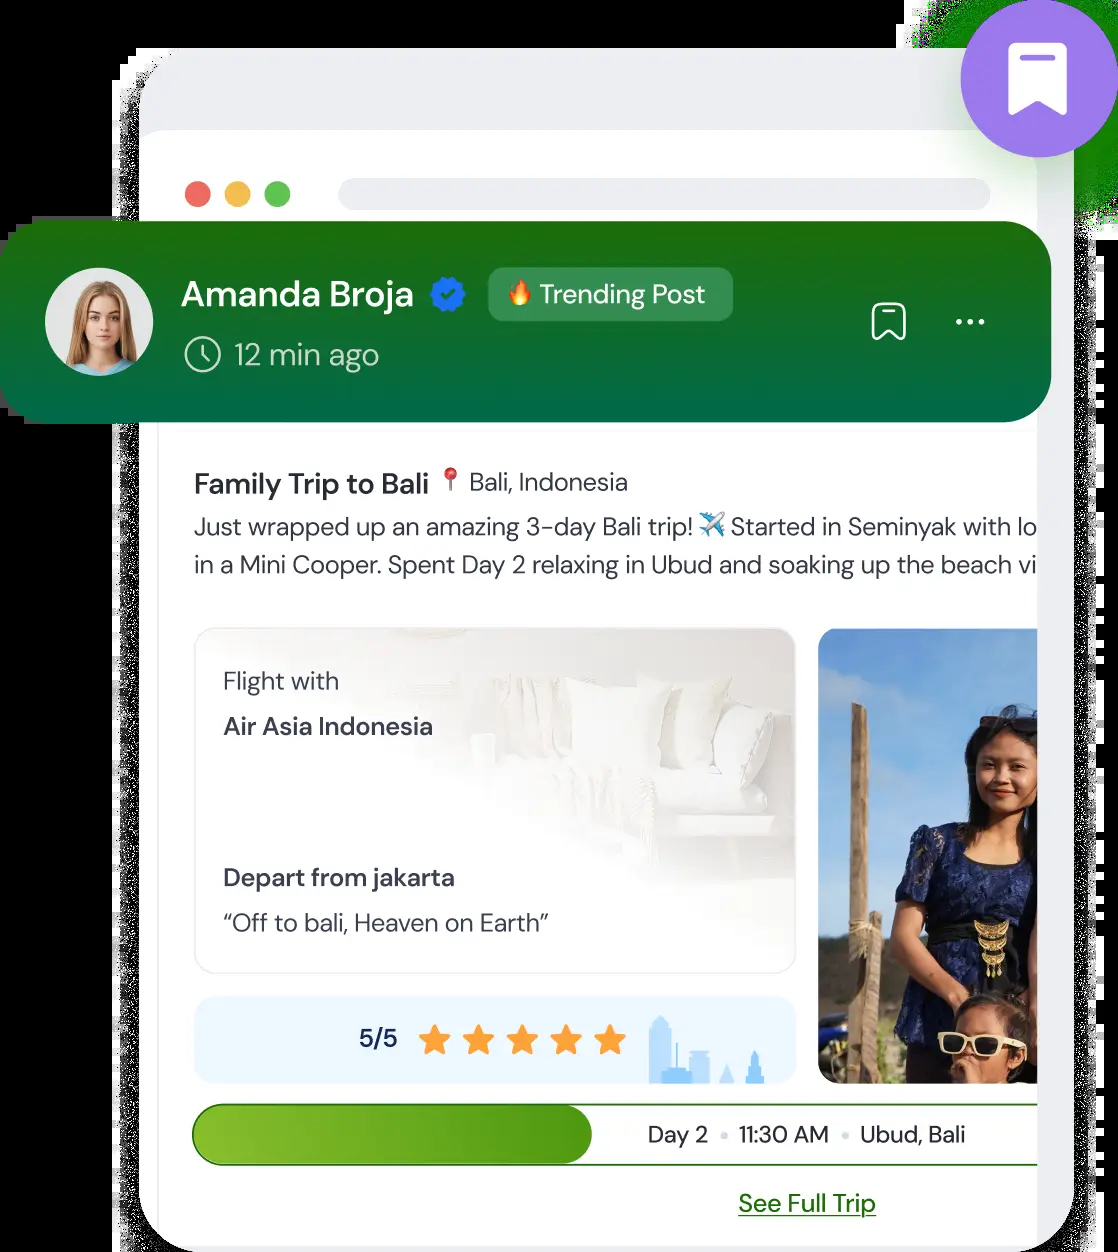 Amanda Broja
🔥 Trending Post
12 min ago
Family Trip to Bali 📍 Bali, Indonesia
Just wrapped up an amazing 3-day Bali trip! ✈️ Started in Seminyak with lo
in a Mini Cooper. Spent Day 2 relaxing in Ubud and soaking up the beach vi
Flight with
Air Asia Indonesia
Depart from jakarta
“Off to bali, Heaven on Earth”
5/5
Day 2 • 11:30 AM • Ubud, Bali
See Full Trip